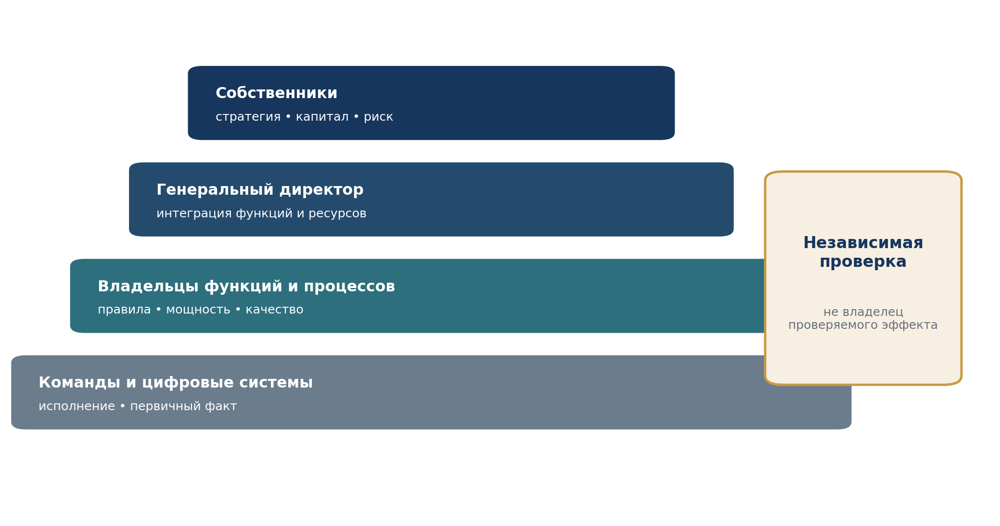 Собственники
стратегия • капитал • риск
Генеральный директор
интеграция функций и ресурсов
Владельцы функций и процессов
правила • мощность • качество
Команды и цифровые системы
исполнение • первичный факт
Независимая
проверка
не владелец
проверяемого эффекта